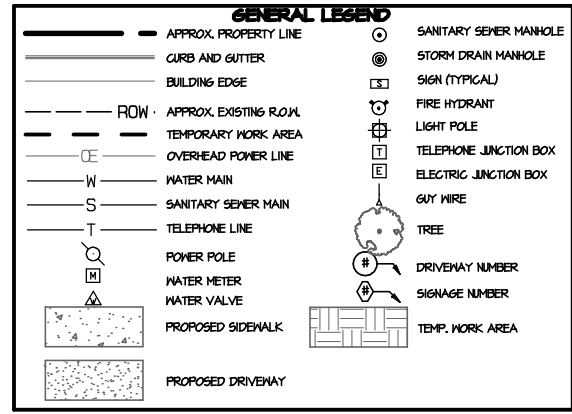 GENERAL LEGEND
APPROX. PROPERTY LINE
CURB AND GUTTER
BUILDING EDGE
ROW APPROX. EXISTING R.O.W.
TEMPORARY WORK AREA
OE OVERHEAD POWER LINE
W WATER MAIN
S SANITARY SEWER MAIN
T TELEPHONE LINE
POWER POLE
M WATER METER
W WATER VALVE
PROPOSED SIDEWALK
PROPOSED DRIVEWAY
SANITARY SEWER MANHOLE
STORM DRAIN MANHOLE
S SIGN (TYPICAL)
FIRE HYDRANT
LIGHT POLE
T TELEPHONE JUNCTION BOX
E ELECTRIC JUNCTION BOX
GUY WIRE
TREE
# DRIVEWAY NUMBER
# SIGNAGE NUMBER
TEMP. WORK AREA